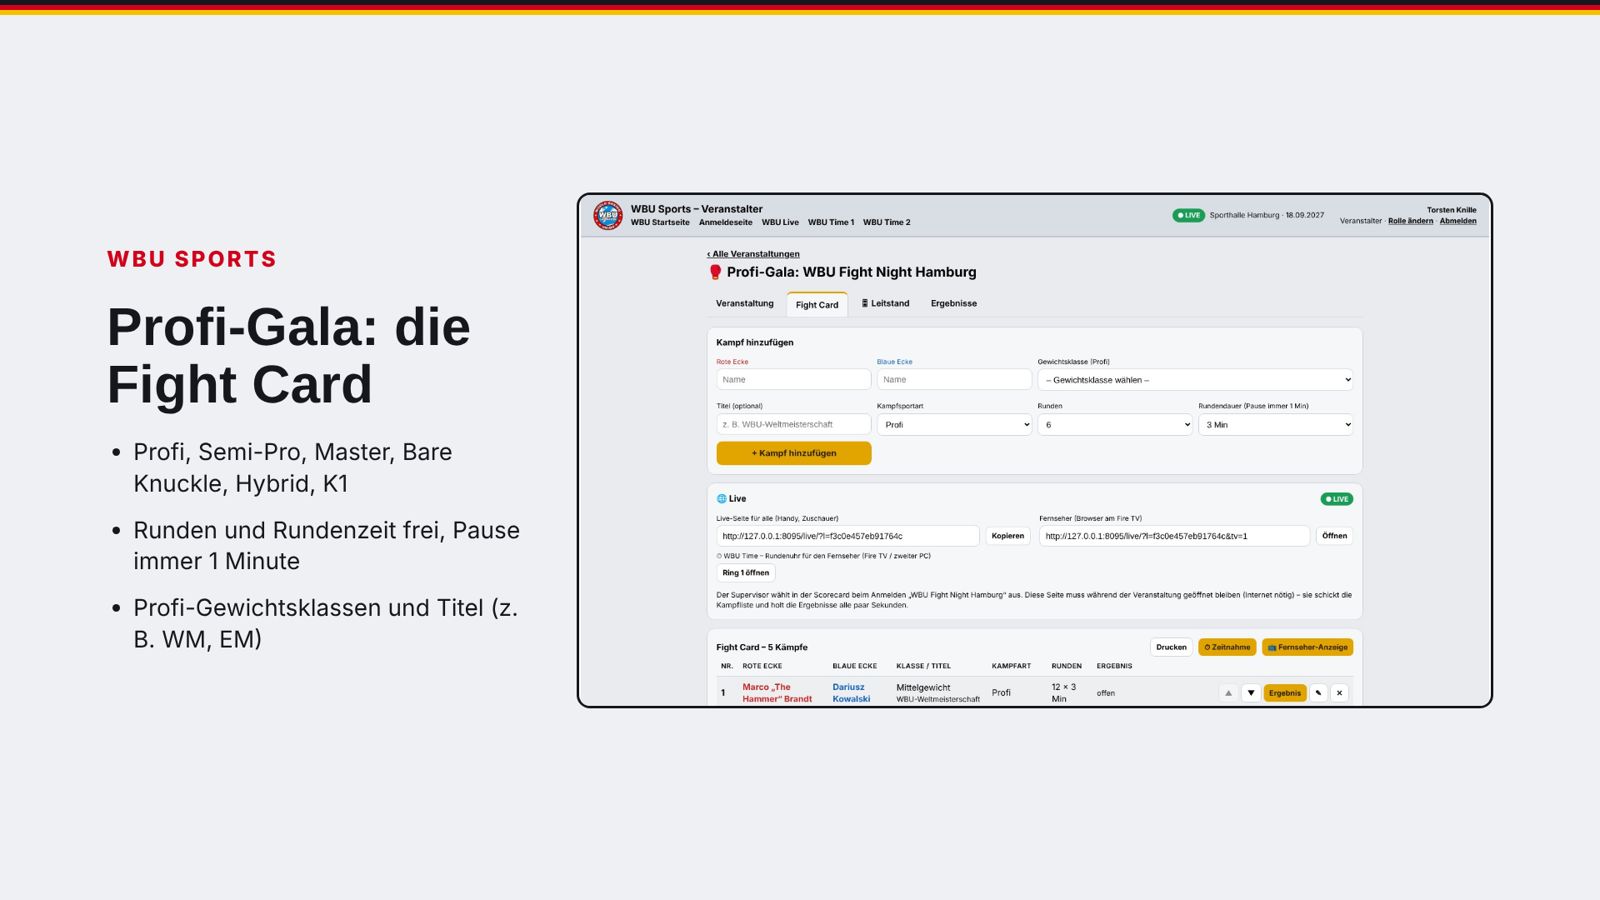 WBU SPORTS
Profi-Gala: die
Fight Card
• Profi, Semi-Pro, Master, Bare
Knuckle, Hybrid, K1
• Runden und Rundenzeit frei, Pause
immer 1 Minute
• Profi-Gewichtsklassen und Titel (z.
B. WM, EM)
WBU
WBU Sports – Veranstalter
WBU Startseite Anmeldeseite WBU Live WBU Time 1 WBU Time 2
● LIVE Sporthalle Hamburg · 18.09.2027
Torsten Knille
Veranstalter · Rolle ändern · Abmelden
‹ Alle Veranstaltungen
🥊 Profi-Gala: WBU Fight Night Hamburg
Veranstaltung Fight Card Leitstand Ergebnisse
Kampf hinzufügen
Rote Ecke Blaue Ecke Gewichtsklasse (Profi)
Name Name – Gewichtsklasse wählen –
Titel (optional) Kampfsportart Runden Rundendauer (Pause immer 1 Min)
z. B. WBU-Weltmeisterschaft Profi 6 3 Min
+ Kampf hinzufügen
🌐 Live ● LIVE
Live-Seite für alle (Handy, Zuschauer) Fernseher (Browser am Fire TV)
http://127.0.0.1:8095/live/?l=f3c0e457eb91764c Kopieren http://127.0.0.1:8095/live/?l=f3c0e457eb91764c&tv=1 Öffnen
⏱ WBU Time – Rundenuhr für den Fernseher (Fire TV / zweiter PC)
Ring 1 öffnen
Der Supervisor wählt in der Scorecard beim Anmelden „WBU Fight Night Hamburg“ aus. Diese Seite muss während der Veranstaltung geöffnet bleiben (Internet nötig) – sie schickt die
Kampfliste und holt die Ergebnisse alle paar Sekunden.
Fight Card – 5 Kämpfe Drucken ⏱ Zeitnahme 📺 Fernseher-Anzeige
NR. ROTE ECKE BLAUE ECKE KLASSE / TITEL KAMPFART RUNDEN ERGEBNIS
1 Marco „The Dariusz Mittelgewicht Profi 12 × 3 offen ▲ ▼ Ergebnis ✎ ✕
Hammer“ Brandt Kowalski WBU-Weltmeisterschaft Min